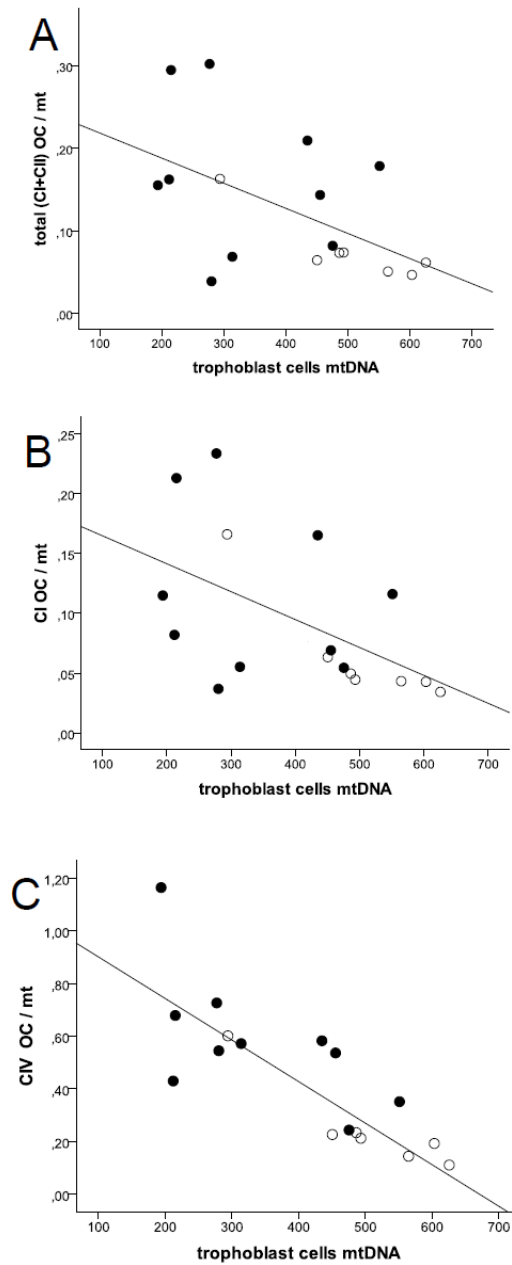 A
total (CI+CII) OC / mt
,30
,20
,10
,00
100 200 300 400 500 600 700
trophoblast cells mtDNA
B
CI OC / mt
,25
,20
,15
,10
,05
,00
100 200 300 400 500 600 700
trophoblast cells mtDNA
C
CIV OC / mt
1,20
1,00
,80
,60
,40
,20
,00
100 200 300 400 500 600 700
trophoblast cells mtDNA